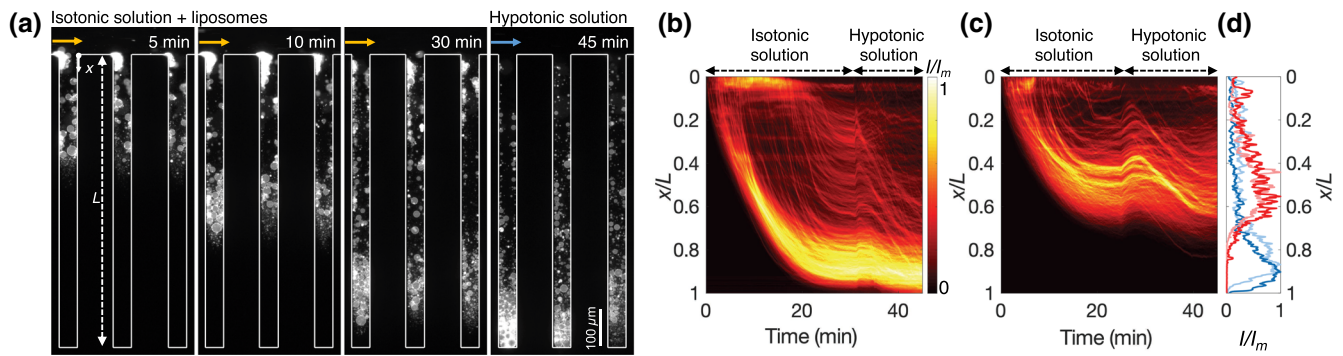 (a)
Isotonic solution + liposomes
Hypotonic solution
5 min
10 min
30 min
45 min
x
L
100 µm
(b)
Isotonic
solution
Hypotonic
solution
I/Im
1
0
0
0.2
0.4
0.6
0.8
1
x/L
0
20
40
Time (min)
(c)
Isotonic
solution
Hypotonic
solution
0
0.2
0.4
0.6
0.8
1
x/L
0
20
40
Time (min)
(d)
0
0.2
0.4
0.6
0.8
1
x/L
0
1
I/Im